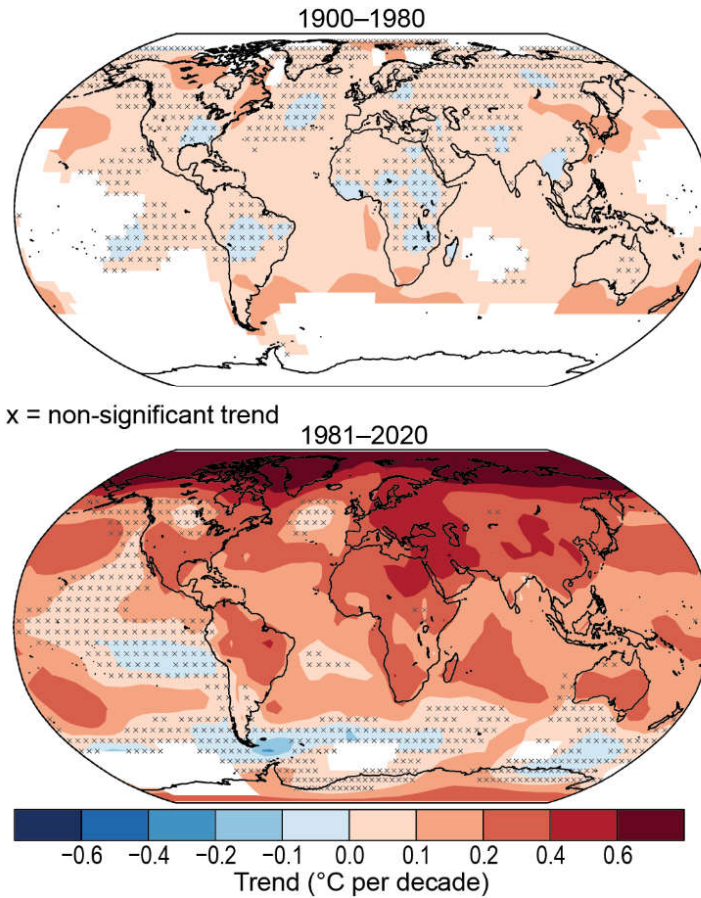 1900–1980
x = non-significant trend
1981–2020
−0.6 −0.4 −0.2 −0.1 0.0 0.1 0.2 0.4 0.6
Trend (°C per decade)